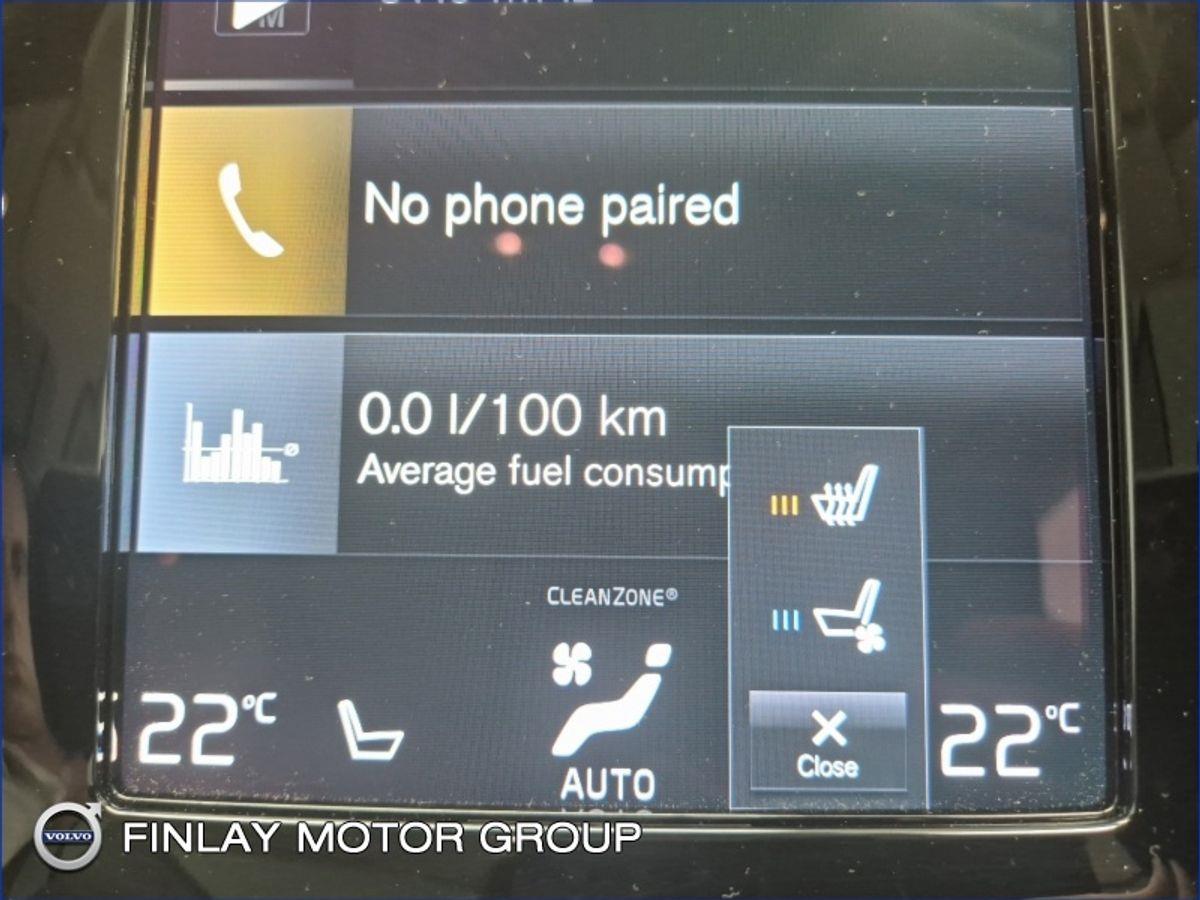 No phone paired
0.0 l/100 km
Average fuel consump
CLEANZONE®
22°C
AUTO
Close
22°C
VOLVO
FINLAY MOTOR GROUP